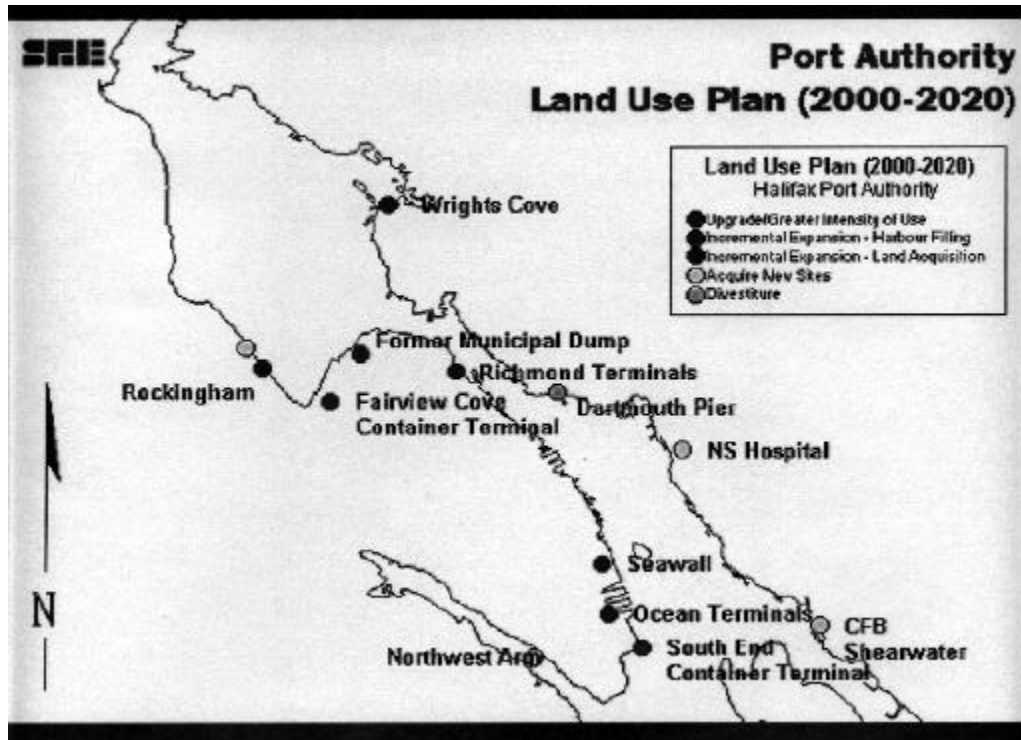 SGE
Port Authority
Land Use Plan (2000-2020)
Land Use Plan (2000-2020)
Halifax Port Authority
Upgrade/Greater Intensity of Use
Incremental Expansion - Harbour Filling
Incremental Expansion - Land Acquisition
Acquire New Sites
Divestiture
Wrights Cove
Former Municipal Dump
Richmond Terminals
Rockingham
Fairview Cove
Container Terminal
Dartmouth Pier
NS Hospital
Seawall
Ocean Terminals
CFB
Shearwater
Northwest Arm
South End
Container Terminal
N